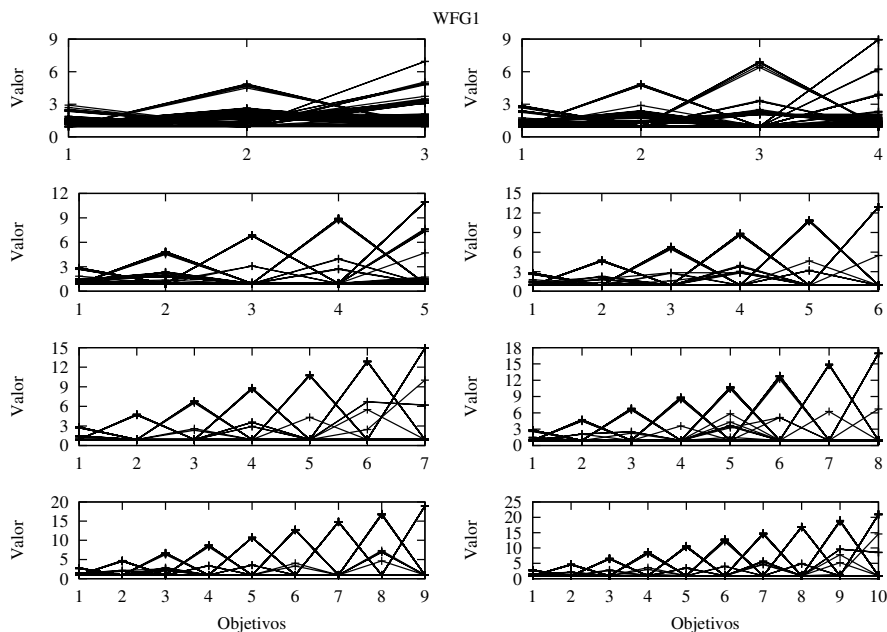 WFG1
9 6 3 0
Valor
1 2 3
9 6 3 0
Valor
1 2 3 4
12 9 6 3 0
Valor
1 2 3 4 5
15 12 9 6 3 0
Valor
1 2 3 4 5 6
15 12 9 6 3 0
Valor
1 2 3 4 5 6 7
18 15 12 9 6 3 0
Valor
1 2 3 4 5 6 7 8
20 15 10 5 0
Valor
1 2 3 4 5 6 7 8 9
Objetivos
25 20 15 10 5 0
Valor
1 2 3 4 5 6 7 8 9 10
Objetivos